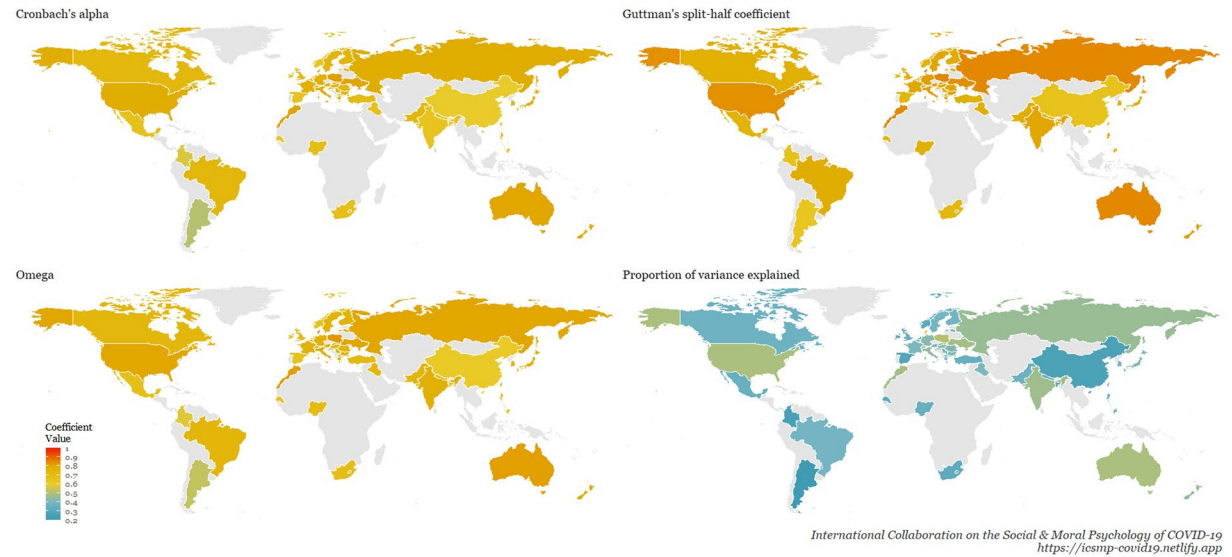 Cronbach's alpha
Guttman's split-half coefficient
Omega
Proportion of variance explained
Coefficient
Value
1
0.9
0.8
0.7
0.6
0.5
0.4
0.3
0.2
International Collaboration on the Social & Moral Psychology of COVID-19
https://icsmp-covid19.netlify.app